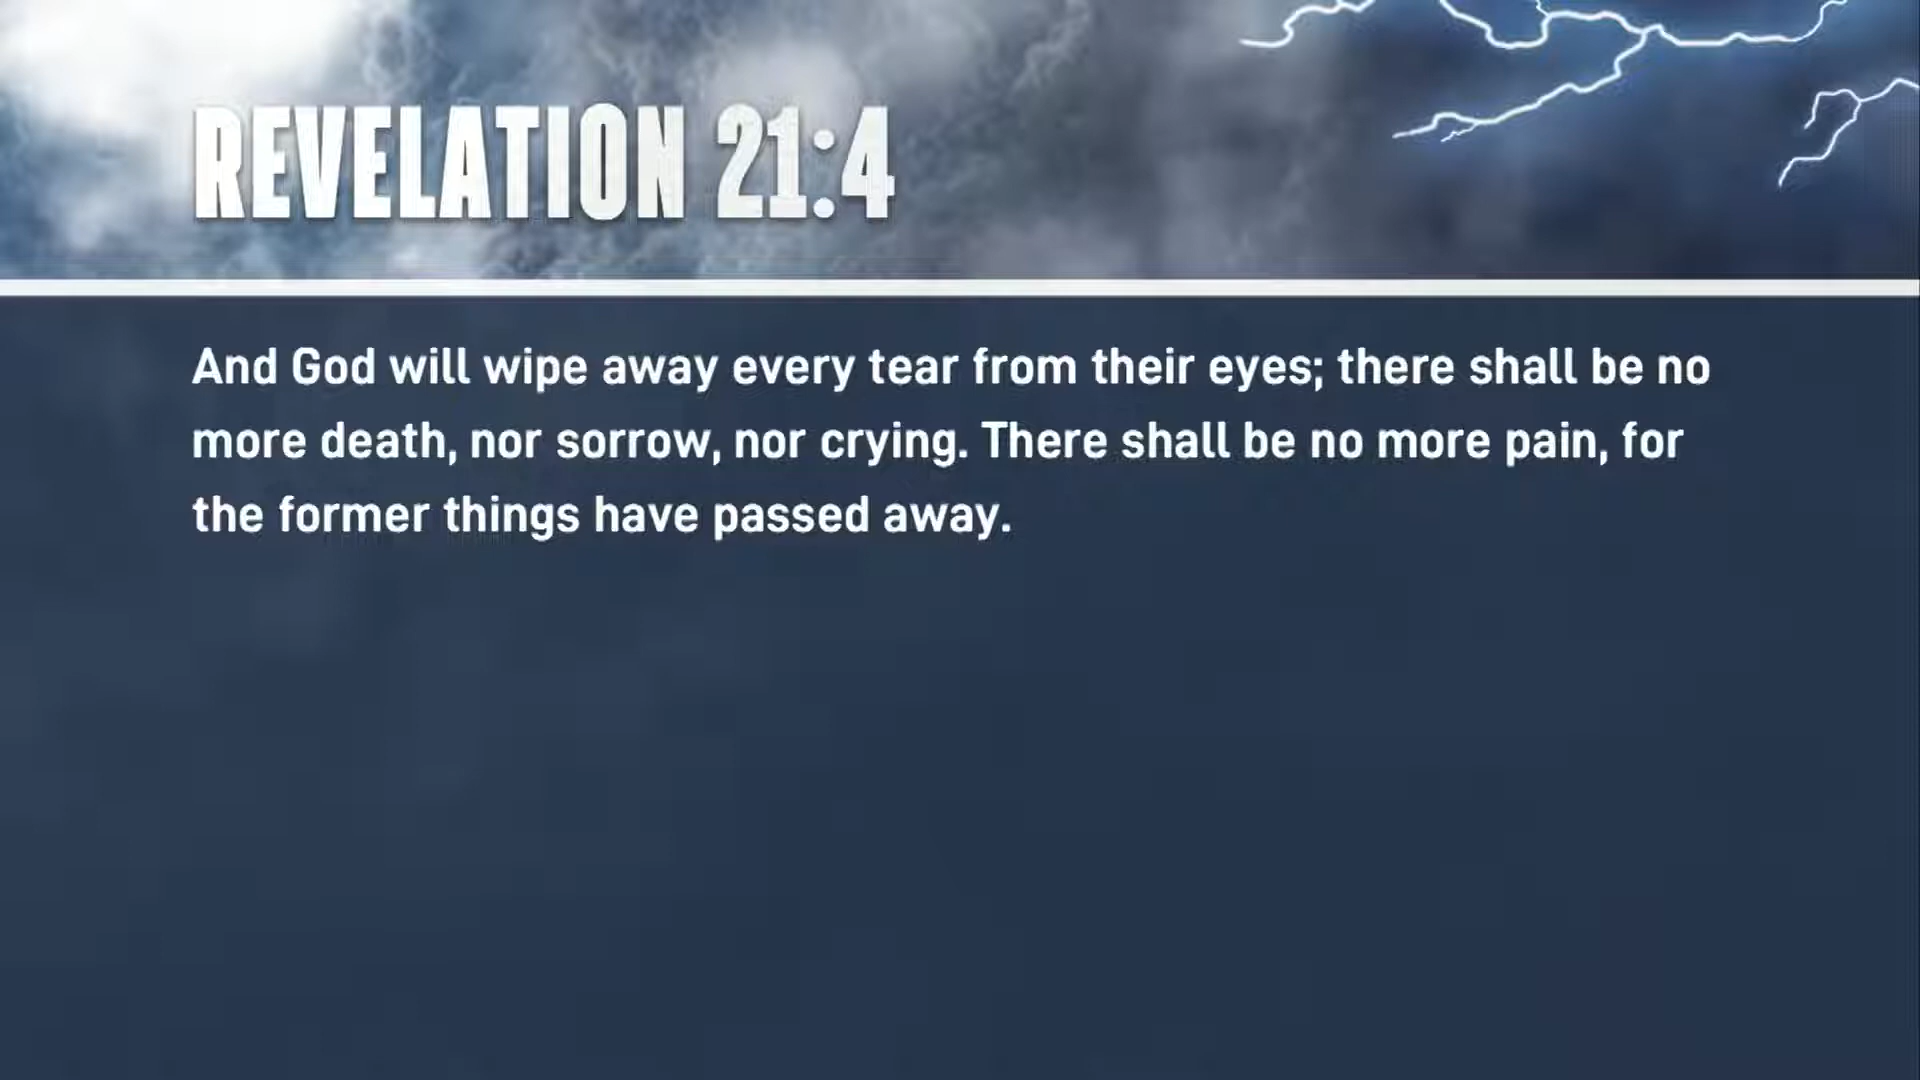 REVELATION 21:4
And God will wipe away every tear from their eyes; there shall be no
more death, nor sorrow, nor crying. There shall be no more pain, for
the former things have passed away.